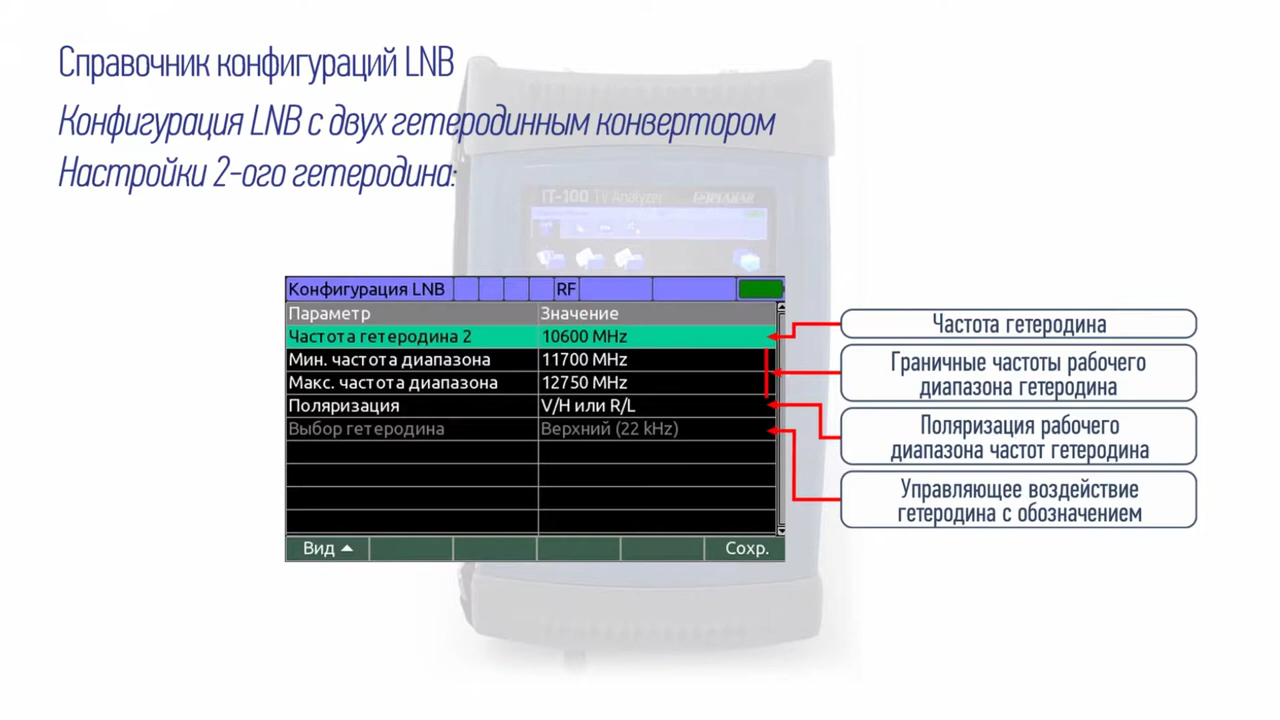 Справочник конфигураций LNB
Конфигурация LNB с двух гетеродинным конвертором
Настройки 2-ого гетеродина:
IT-100 TV Analyzer PLANAR
Конфигурация LNB RF
Параметр Значение
Частота гетеродина 2 10600 MHz
Мин. частота диапазона 11700 MHz
Макс. частота диапазона 12750 MHz
Поляризация V/H или R/L
Выбор гетеродина Верхний (22 kHz)
Вид Сохр.
Частота гетеродина
Граничные частоты рабочего
диапазона гетеродина
Поляризация рабочего
диапазона частот гетеродина
Управляющее воздействие
гетеродина с обозначением